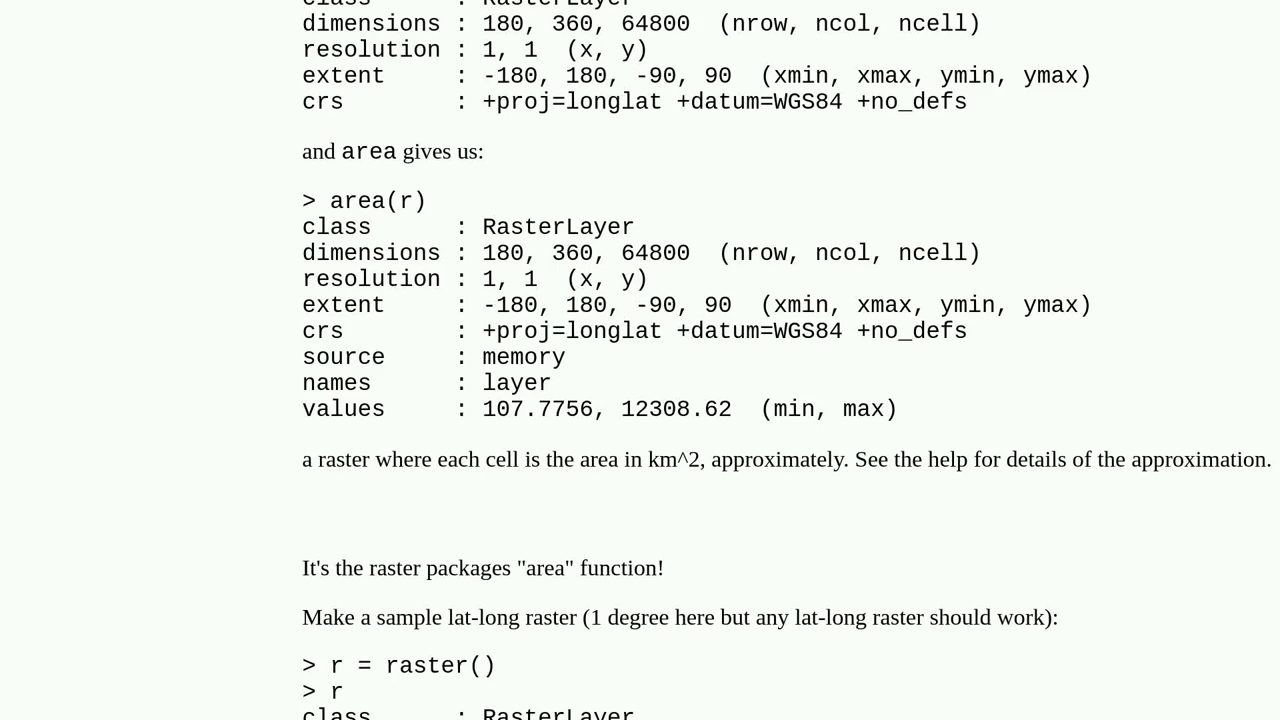 class      : RasterLayer
dimensions : 180, 360, 64800  (nrow, ncol, ncell)
resolution : 1, 1  (x, y)
extent     : -180, 180, -90, 90  (xmin, xmax, ymin, ymax)
crs        : +proj=longlat +datum=WGS84 +no_defs
and area gives us:
> area(r)
class      : RasterLayer
dimensions : 180, 360, 64800  (nrow, ncol, ncell)
resolution : 1, 1  (x, y)
extent     : -180, 180, -90, 90  (xmin, xmax, ymin, ymax)
crs        : +proj=longlat +datum=WGS84 +no_defs
source     : memory
names      : layer
values     : 107.7756, 12308.62  (min, max)
a raster where each cell is the area in km^2, approximately. See the help for details of the approximation.
It's the raster packages "area" function!
Make a sample lat-long raster (1 degree here but any lat-long raster should work):
> r = raster()
> r
class      : RasterLayer